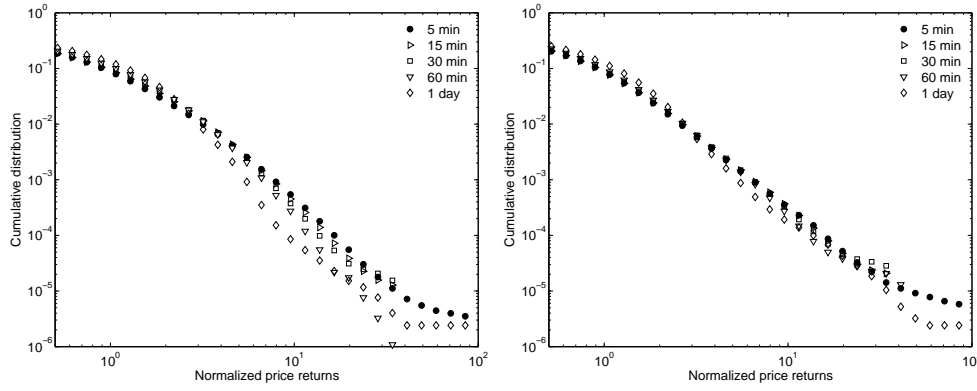 10^0
10^-1
10^-2
10^-3
10^-4
10^-5
10^-6
Cumulative distribution
10^0
10^1
10^2
Normalized price returns
5 min
15 min
30 min
60 min
1 day
10^0
10^-1
10^-2
10^-3
10^-4
10^-5
10^-6
Cumulative distribution
10^0
10^1
10
Normalized price returns
5 min
15 min
30 min
60 min
1 day